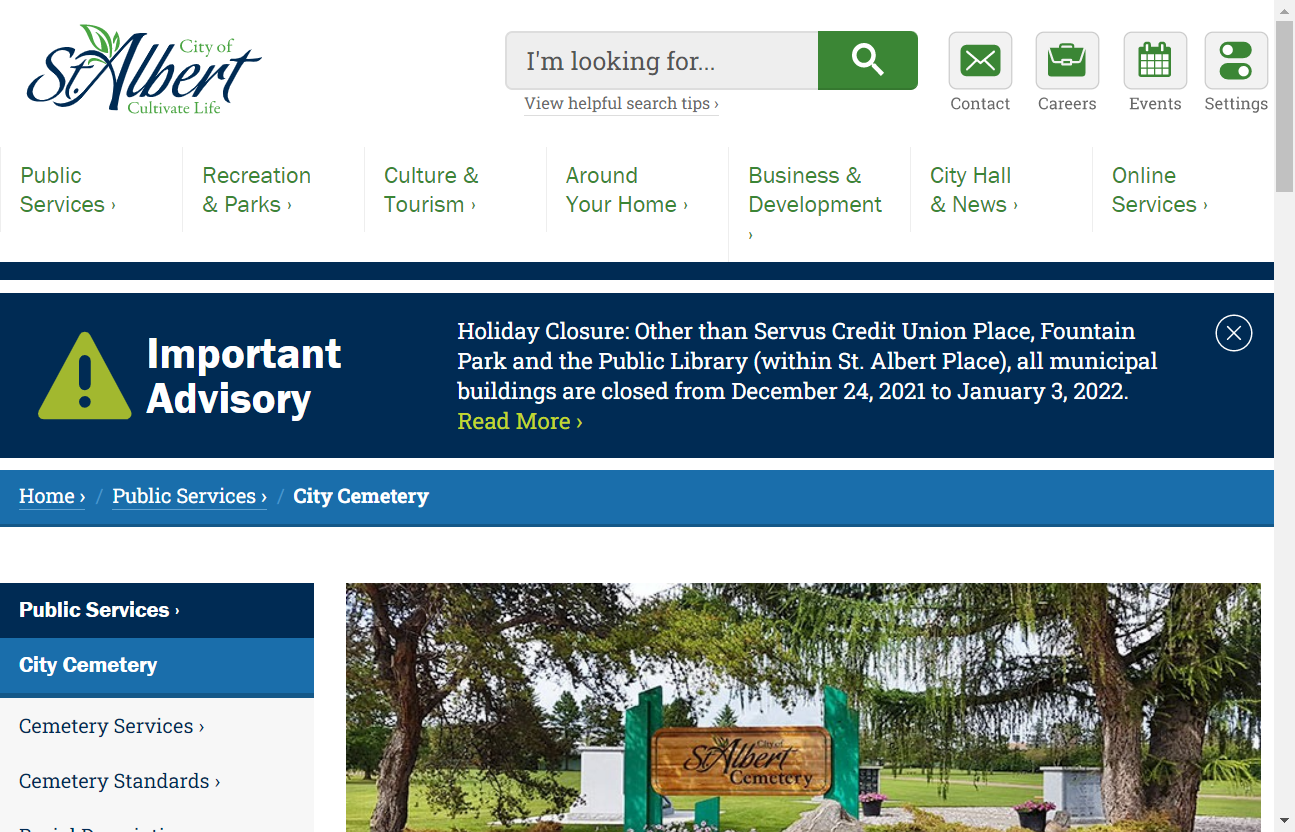 City of
St. Albert
Cultivate Life
I'm looking for...
View helpful search tips ›
Contact
Careers
Events
Settings
Public
Services ›
Recreation
& Parks ›
Culture &
Tourism ›
Around
Your Home ›
Business &
Development
›
City Hall
& News ›
Online
Services ›
Important
Advisory
Holiday Closure: Other than Servus Credit Union Place, Fountain
Park and the Public Library (within St. Albert Place), all municipal
buildings are closed from December 24, 2021 to January 3, 2022.
Read More ›
Home › / Public Services › / City Cemetery
Public Services ›
City Cemetery
Cemetery Services ›
Cemetery Standards ›
City of
St. Albert
Cemetery